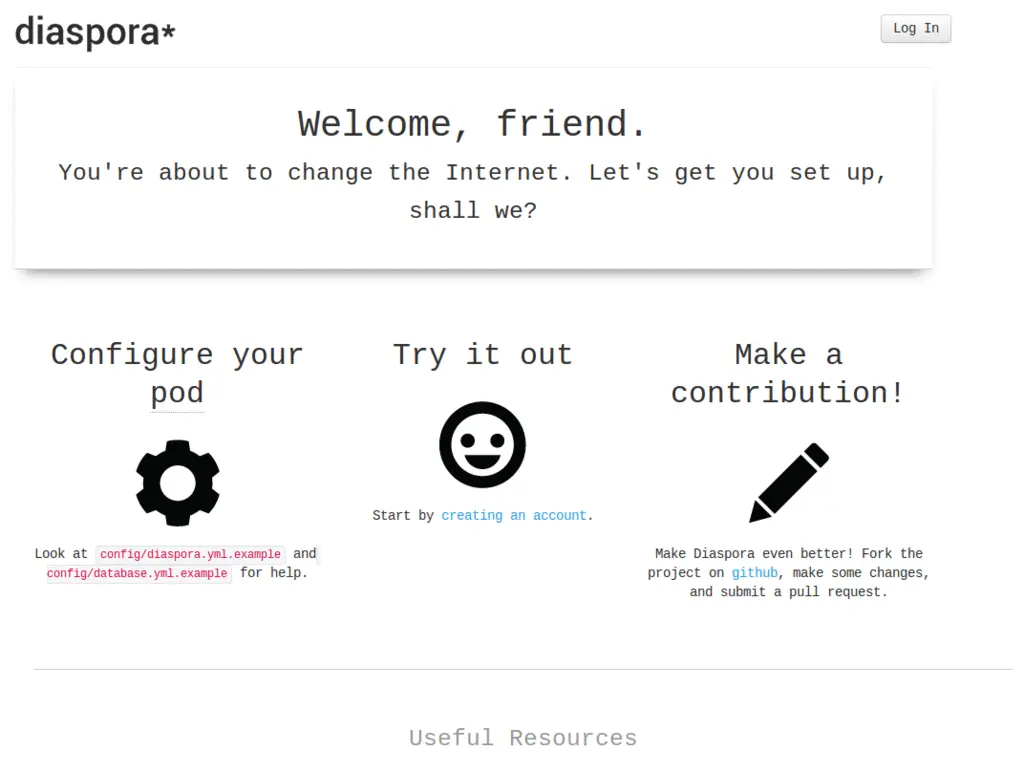 diaspora*
Log In
Welcome, friend.
You're about to change the Internet. Let's get you set up,
shall we?
Configure your
pod
Look at config/diaspora.yml.example and
config/database.yml.example for help.
Try it out
Start by creating an account.
Make a
contribution!
Make Diaspora even better! Fork the
project on github, make some changes,
and submit a pull request.
Useful Resources